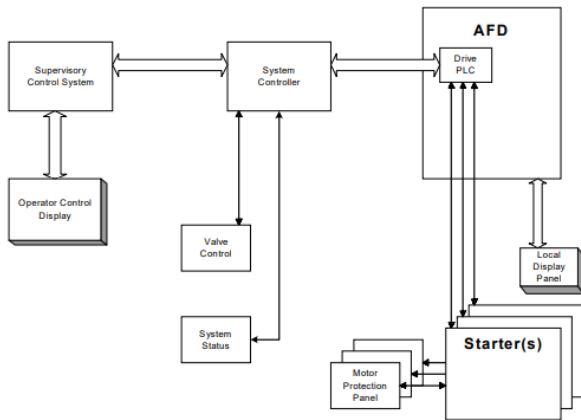 AFD
Supervisory
Control System
System
Controller
Drive
PLC
Operator Control
Display
Valve
Control
Local
Display
Panel
System
Status
Starter(s)
Motor
Protection
Panel